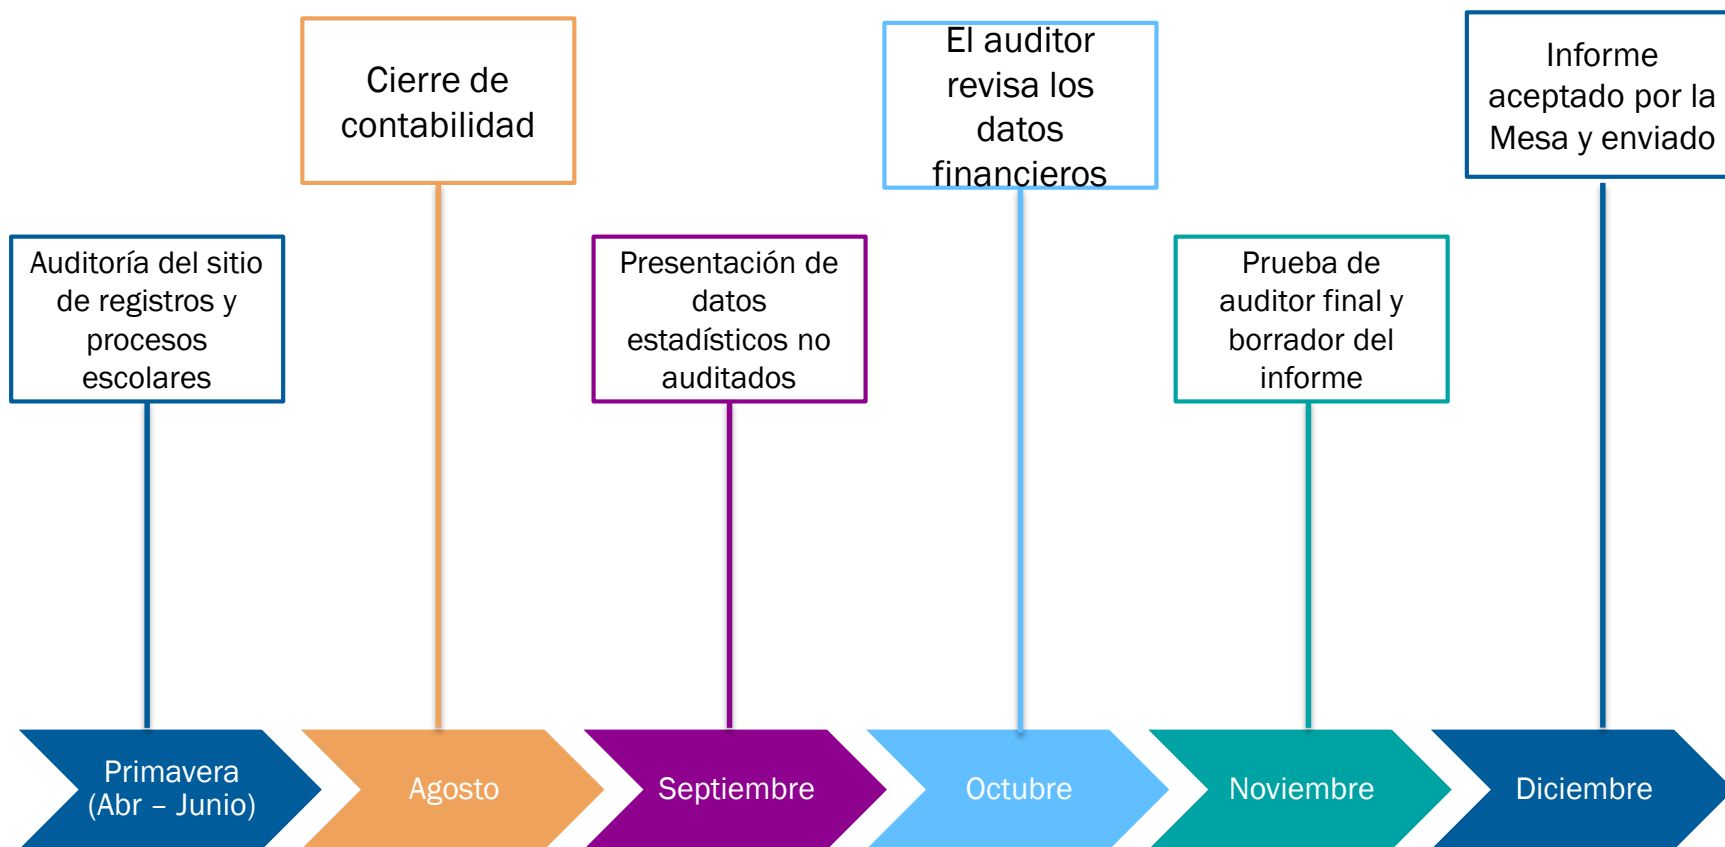 Auditoría del sitio
de registros y
procesos
escolares
Cierre de
contabilidad
Presentación de
datos
estadísticos no
auditados
El auditor
revisa los
datos
financieros
Prueba de
auditor final y
borrador del
informe
Informe
aceptado por la
Mesa y enviado
Primavera
(Abr – Junio)
Agosto
Septiembre
Octubre
Noviembre
Diciembre